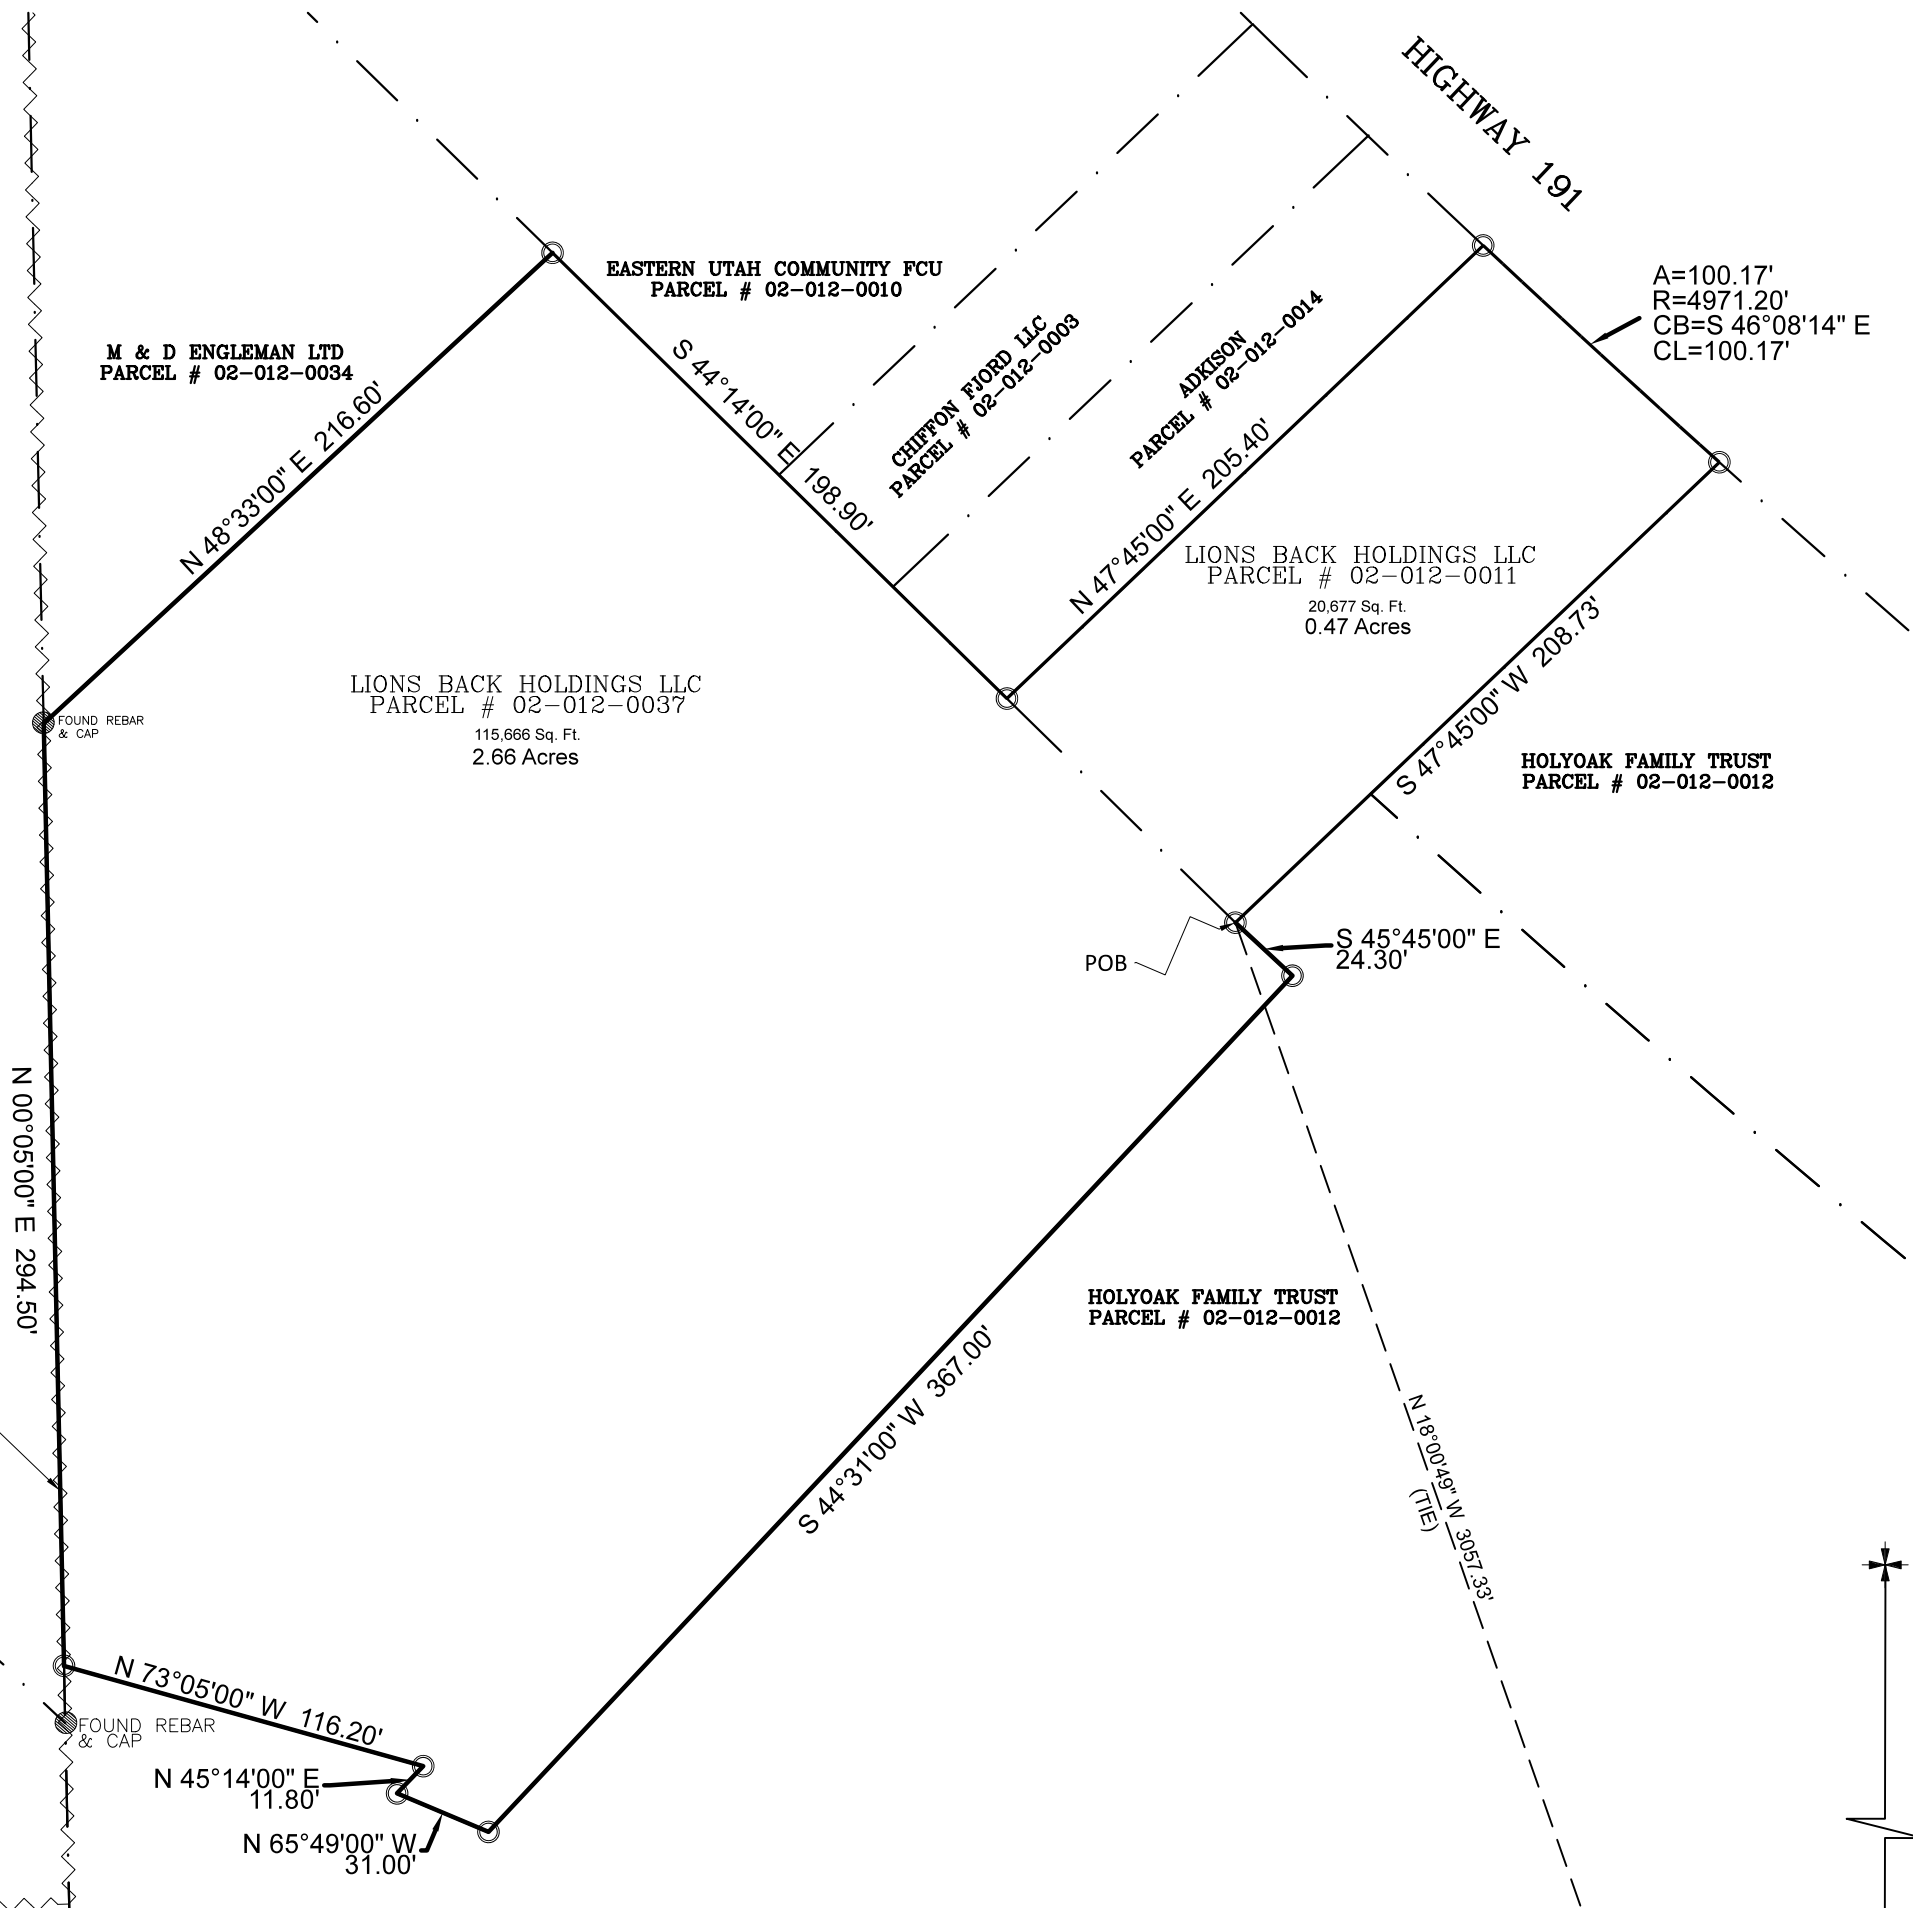 HIGHWAY 191
EASTERN UTAH COMMUNITY FCU
PARCEL # 02-012-0010
A=100.17'
R=4971.20'
CB=S 46°08'14" E
CL=100.17'
M & D ENGLEMAN LTD
PARCEL # 02-012-0034
N 48°33'00" E 216.60'
S 44°14'00" E 198.90'
CHIFFON FJORD LLC
PARCEL # 02-012-0003
ADKISON
PARCEL # 02-012-0014
N 47°45'00" E 205.40'
LIONS BACK HOLDINGS LLC
PARCEL # 02-012-0011
20,677 Sq. Ft.
0.47 Acres
S 47°45'00" W 208.73'
LIONS BACK HOLDINGS LLC
PARCEL # 02-012-0037
115,666 Sq. Ft.
2.66 Acres
FOUND REBAR
& CAP
HOLYOAK FAMILY TRUST
PARCEL # 02-012-0012
POB
S 45°45'00" E
24.30'
N 00°05'00" E 294.50'
HOLYOAK FAMILY TRUST
PARCEL # 02-012-0012
S 44°31'00" W 367.00'
N 18°00'49" W 3057.33'
(TIE)
N 73°05'00" W 116.20'
FOUND REBAR
& CAP
N 45°14'00" E
11.80'
N 65°49'00" W
31.00'